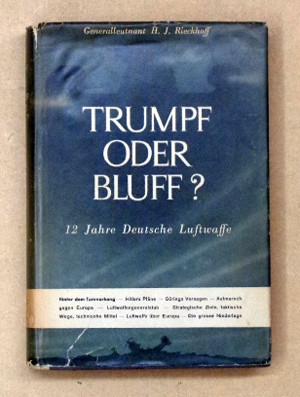 Generalleutnant H. J. Rieckhoff
TRUMPF
ODER
BLUFF?
12 Jahre Deutsche Luftwaffe
Hinter dem Tarnvorhang — Hitlers Pläne — Görings Versagen — Aufmarsch
gegen Europa — Luftwaffengeneralstab — Strategische Ziele, taktische
Wege, technische Mittel — Luftwaffe über Europa — Die grosse Niederlage